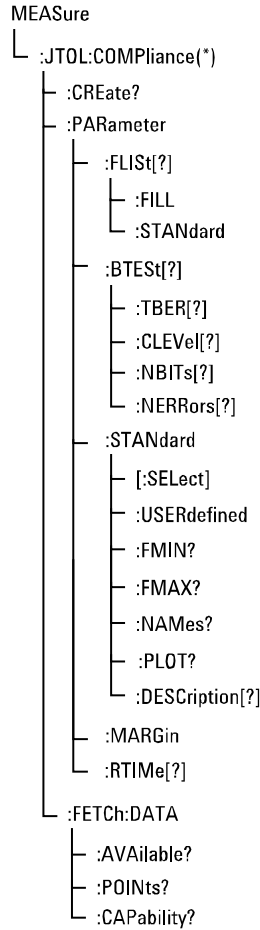 MEASure
:JTOL:COMPliance(*)
:CREate?
:PARameter
:FLISt[?]
:FILL
:STANdard
:BTESt[?]
:TBER[?]
:CLEVel[?]
:NBITs[?]
:NERRors[?]
:STANdard
[:SELect]
:USERdefined
:FMIN?
:FMAX?
:NAMes?
:PLOT?
:DESCription[?]
:MARGin
:RTIMe[?]
:FETCh:DATA
:AVAilable?
:POINts?
:CAPability?